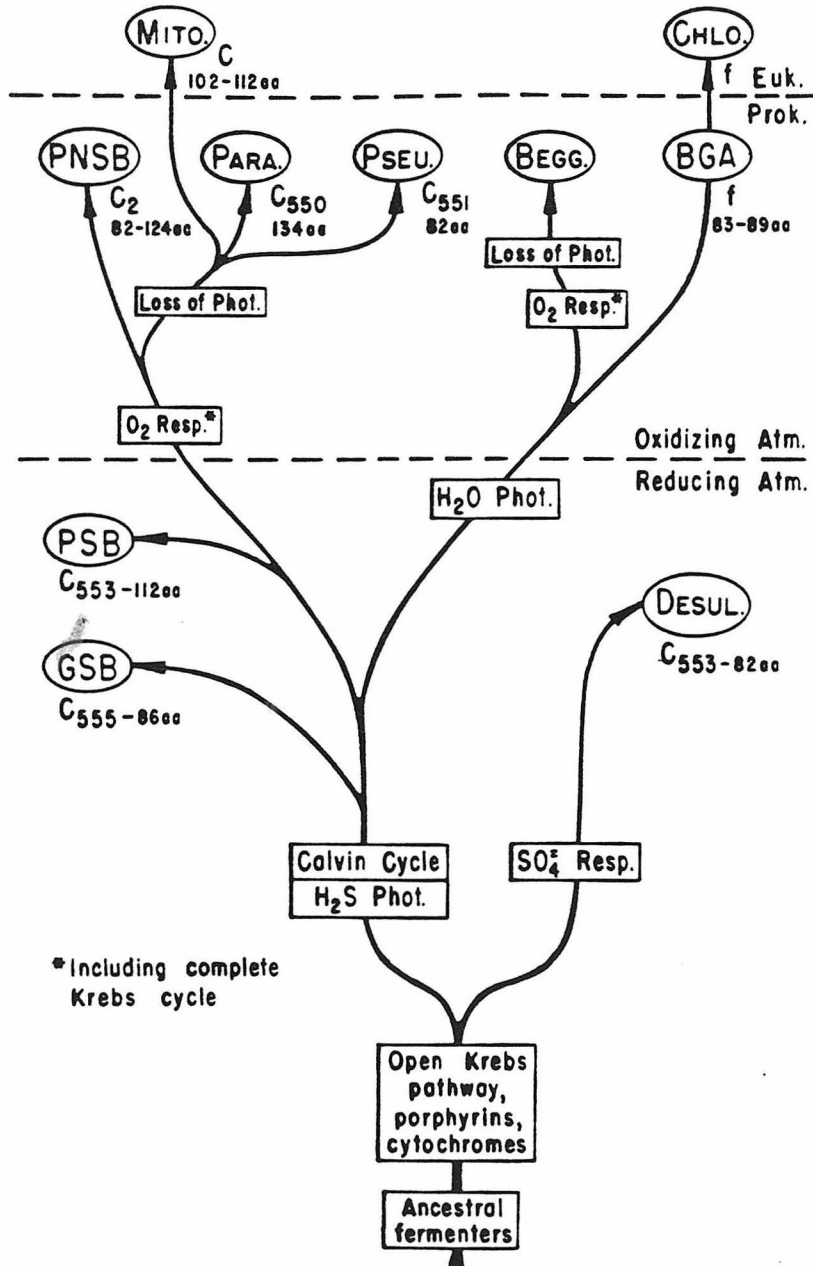 MITO.
C
102-112aa
CHLO.
f Euk.
Prok.
PNSB
C₂
82-124aa
PARA.
C₅₅₀
134aa
PSEU.
C₅₅₁
82aa
BEGG.
BGA
f
83-89aa
Loss of Phot.
Loss of Phot.
O₂ Resp.*
O₂ Resp.*
Oxidizing Atm.
Reducing Atm.
H₂O Phot.
PSB
C₅₅₃-112aa
DESUL.
C₅₅₃-82aa
GSB
C₅₅₅-86aa
Calvin Cycle
H₂S Phot.
SO₄⁼ Resp.
*Including complete
Krebs cycle
Open Krebs
pathway,
porphyrins,
cytochromes
Ancestral
fermenters